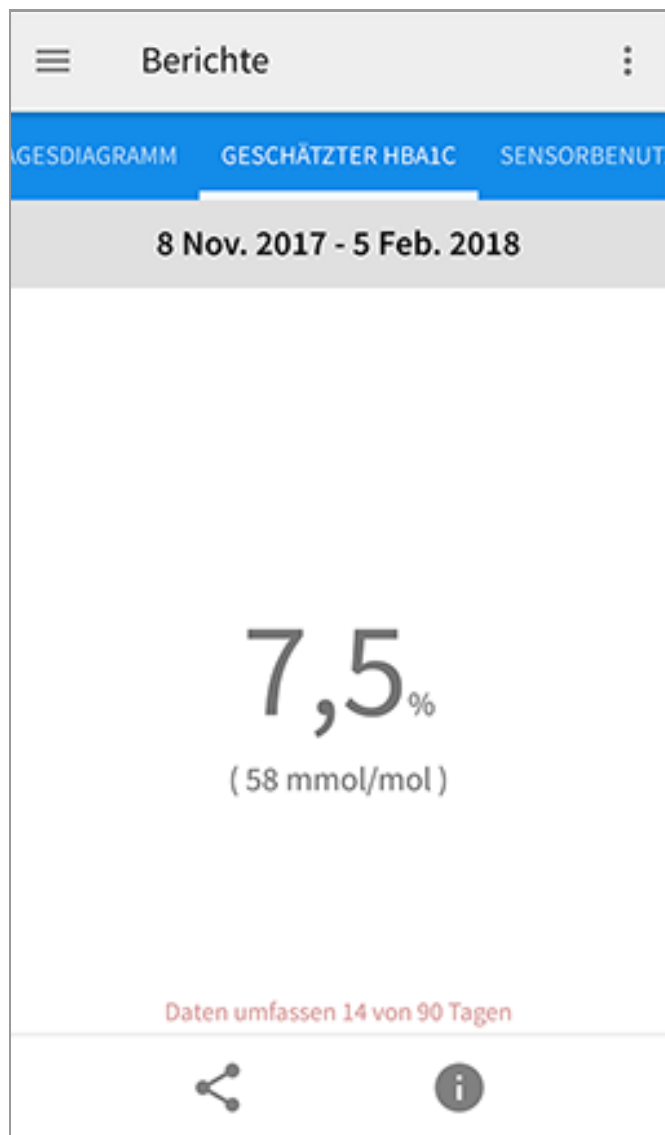 Berichte
AGESDIAGRAMM GESCHÄTZTER HBA1C SENSORBENUT
8 Nov. 2017 - 5 Feb. 2018
7,5 %
( 58 mmol/mol )
Daten umfassen 14 von 90 Tagen